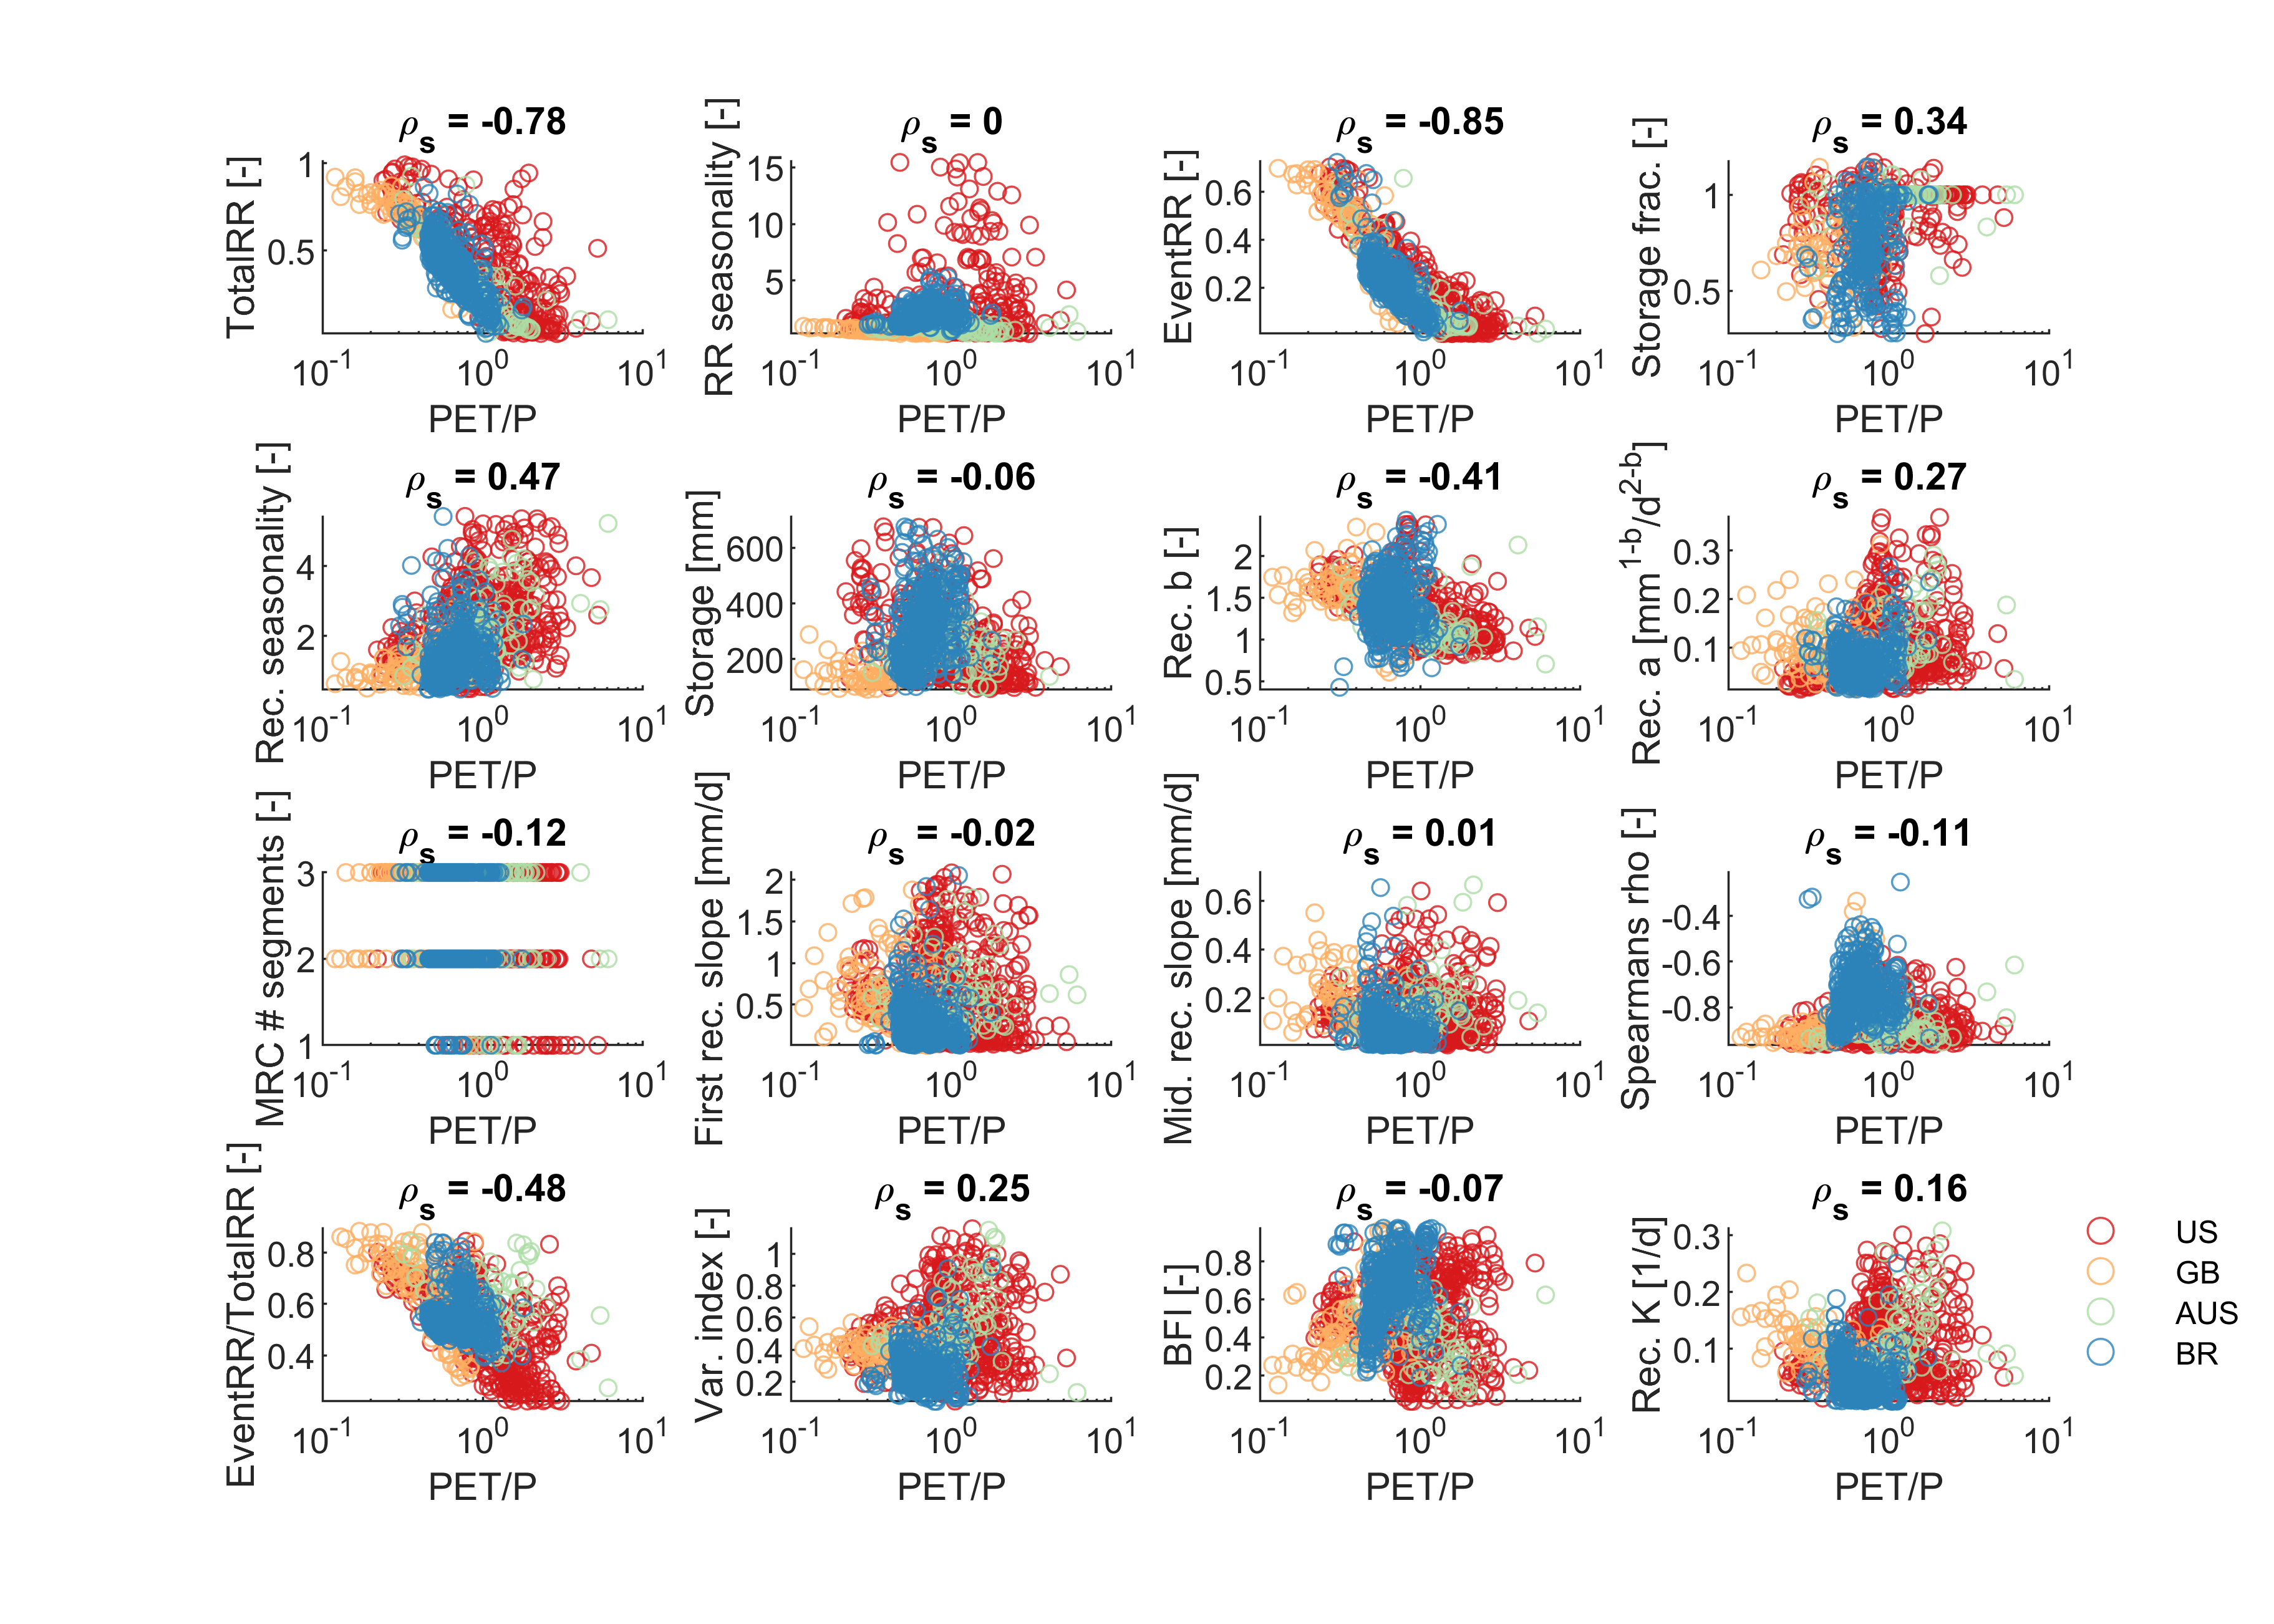 ρs = -0.78
TotalRR [-]
1
0.5
10-1 100 101
PET/P
ρs = 0
RR seasonality [-]
15
10
5
10-1 100 101
PET/P
ρs = -0.85
EventRR [-]
0.6
0.4
0.2
10-1 100 101
PET/P
ρs = 0.34
Storage frac. [-]
1
0.5
10-1 100 101
PET/P
ρs = 0.47
Rec. seasonality [-]
4
2
10-1 100 101
PET/P
ρs = -0.06
Storage [mm]
600
400
200
10-1 100 101
PET/P
ρs = -0.41
Rec. b [-]
2
1.5
1
0.5
10-1 100 101
PET/P
ρs = 0.27
Rec. a [mm1-b/d2-b]
0.3
0.2
0.1
10-1 100 101
PET/P
ρs = -0.12
MRC # segments [-]
3
2
1
10-1 100 101
PET/P
ρs = -0.02
First rec. slope [mm/d]
2
1.5
1
0.5
10-1 100 101
PET/P
ρs = 0.01
Mid. rec. slope [mm/d]
0.6
0.4
0.2
10-1 100 101
PET/P
ρs = -0.11
Spearmans rho [-]
-0.4
-0.6
-0.8
10-1 100 101
PET/P
ρs = -0.48
EventRR/TotalRR [-]
0.8
0.6
0.4
10-1 100 101
PET/P
ρs = 0.25
Var. index [-]
1
0.8
0.6
0.4
0.2
10-1 100 101
PET/P
ρs = -0.07
BFI [-]
0.8
0.6
0.4
0.2
10-1 100 101
PET/P
ρs = 0.16
Rec. K [1/d]
0.3
0.2
0.1
10-1 100 101
PET/P
US
GB
AUS
BR